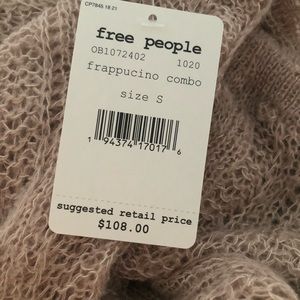 CP7845 18 21
free people
OB1072402 1020
frappucino combo
size S
1 94374 17017 6
suggested retail price
$108.00